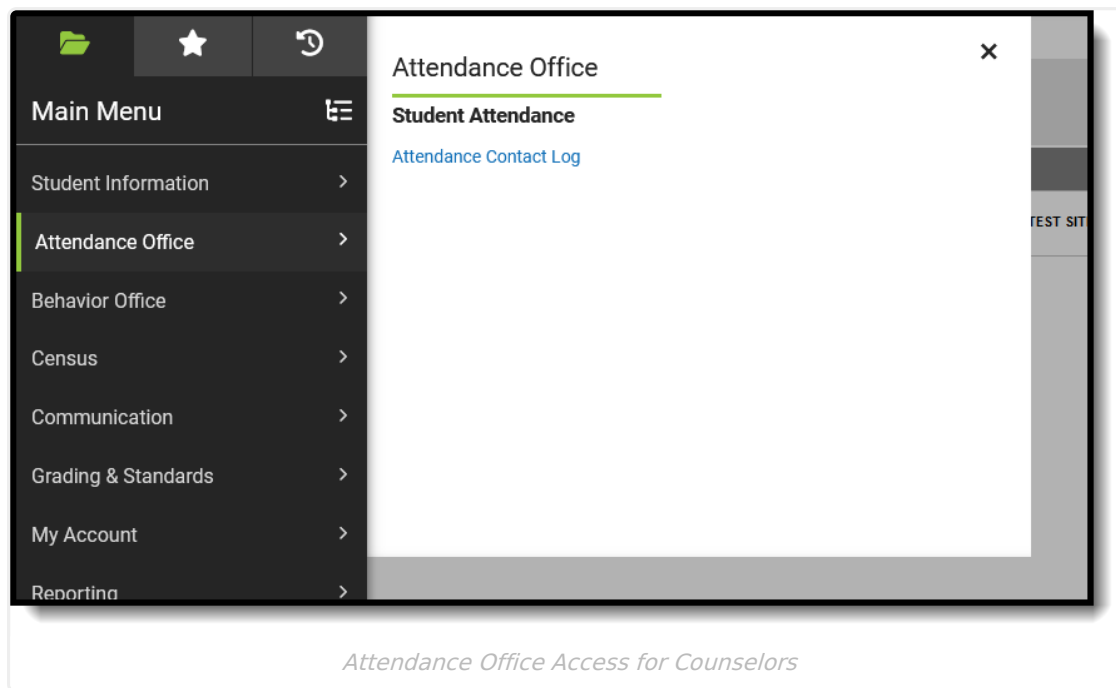 Main Menu
Student Information
Attendance Office
Behavior Office
Census
Communication
Grading & Standards
My Account
Reporting
Attendance Office
Student Attendance
Attendance Contact Log
TEST SIT
Attendance Office Access for Counselors